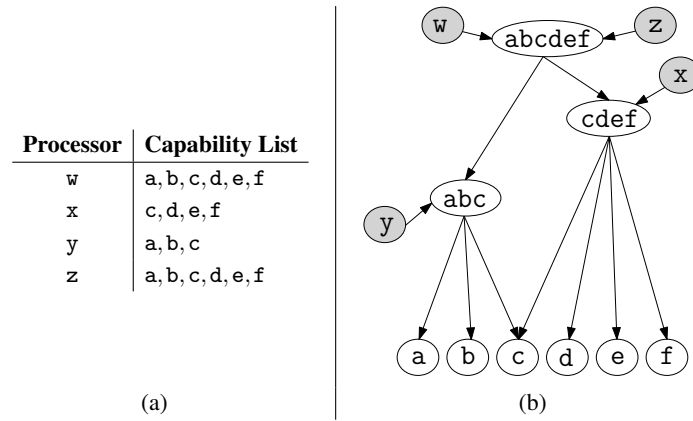 Processor Capability List
w a, b, c, d, e, f
x c, d, e, f
y a, b, c
z a, b, c, d, e, f
(a)
w abcdef z
x
cdef
abc
y
a b c d e f
(b)